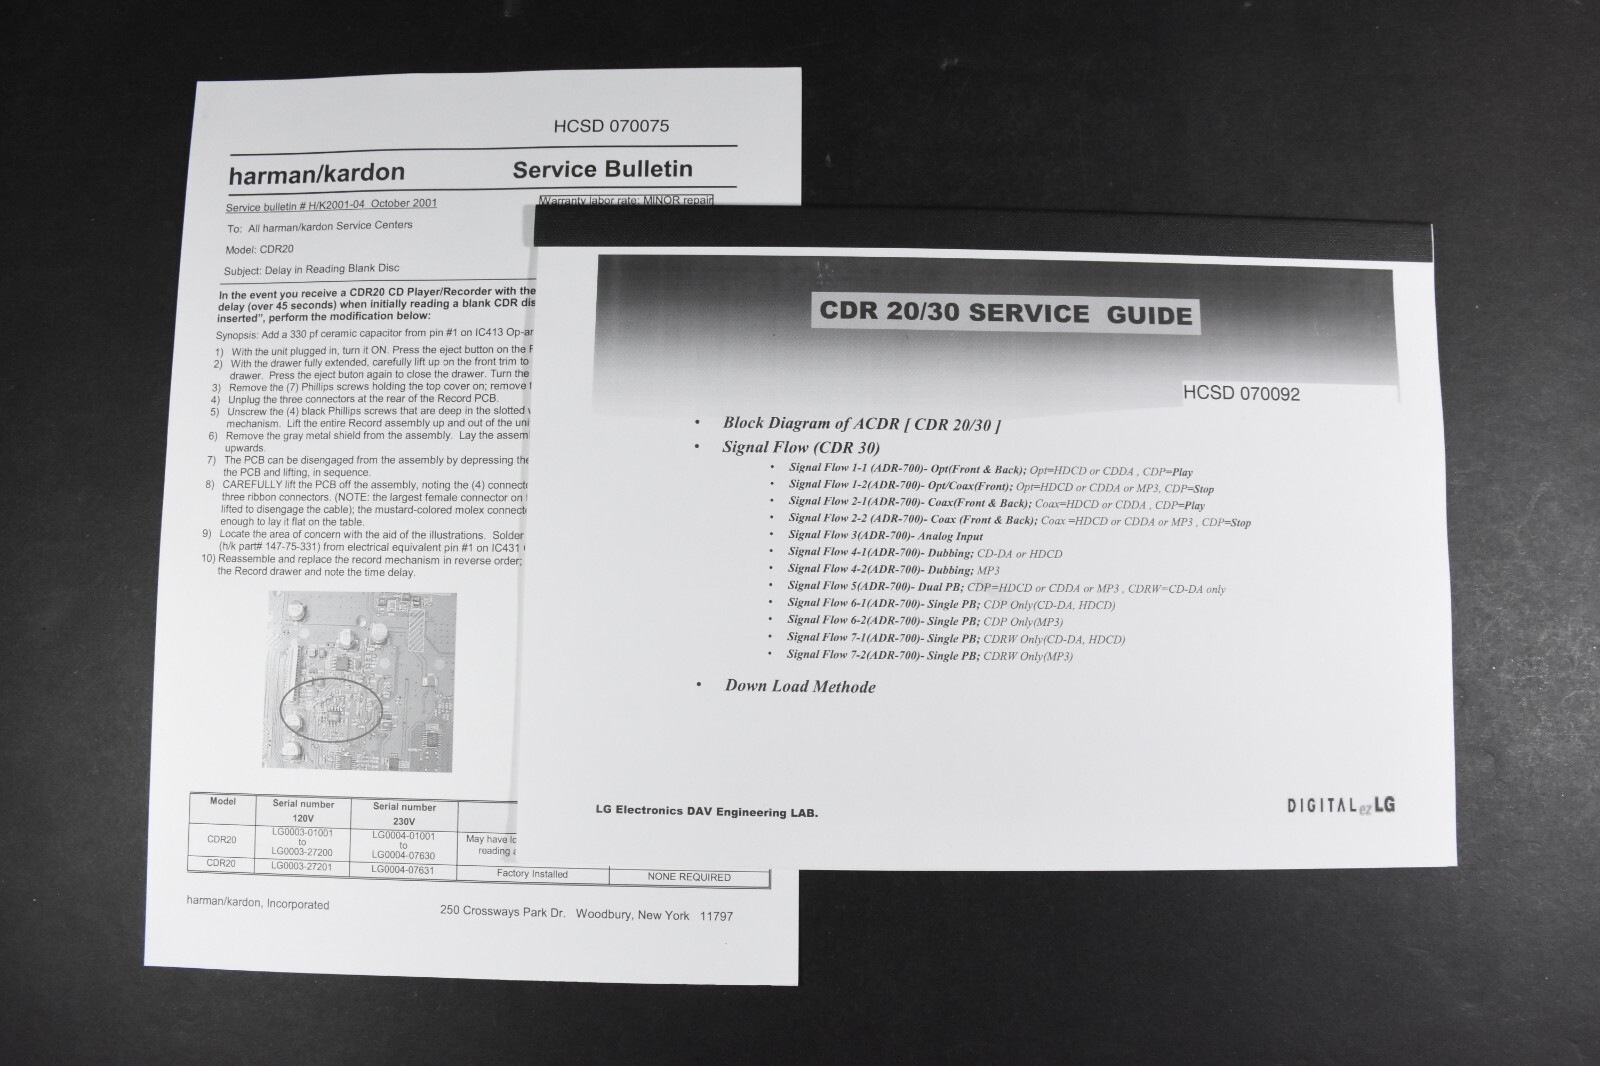 HCSD 070075
harman/kardon Service Bulletin
Service bulletin # H/K2001-04 October 2001
Warranty labor rate: MINOR repair
To: All harman/kardon Service Centers
Model: CDR20
Subject: Delay in Reading Blank Disc
In the event you receive a CDR20 CD Player/Recorder with the
delay (over 45 seconds) when initially reading a blank CDR dis
inserted", perform the modification below:
Synopsis: Add a 330 pf ceramic capacitor from pin #1 on IC413 Op-am
1) With the unit plugged in, turn it ON. Press the eject button on the
2) With the drawer fully extended, carefully lift up on the front trim to
drawer. Press the eject buton again to close the drawer. Turn the
3) Remove the (7) Phillips screws holding the top cover on; remove
4) Unplug the three connectors at the rear of the Record PCB.
5) Unscrew the (4) black Phillips screws that are deep in the slotted
mechanism. Lift the entire Record assembly up and out of the uni
6) Remove the gray metal shield from the assembly. Lay the assem
upwards.
7) The PCB can be disengaged from the assembly by depressing the
the PCB and lifting, in sequence.
8) CAREFULLY lift the PCB off the assembly, noting the (4) connect
three ribbon connectors. (NOTE: the largest female connector on
lifted to disengage the cable); the mustard-colored molex connect
enough to lay it flat on the table.
9) Locate the area of concern with the aid of the illustrations. Solder
(h/k part# 147-75-331) from electrical equivalent pin #1 on IC431
10) Reassemble and replace the record mechanism in reverse order;
the Record drawer and note the time delay.
Model Serial number 120V Serial number 230V
CDR20 LG0003-01001 to LG0003-27200 LG0004-01001 to LG0004-07630 May have lo reading
CDR20 LG0003-27201 LG0004-07631 Factory Installed NONE REQUIRED
harman/kardon, Incorporated 250 Crossways Park Dr. Woodbury, New York 11797
CDR 20/30 SERVICE GUIDE
HCSD 070092
• Block Diagram of ACDR [ CDR 20/30 ]
• Signal Flow (CDR 30)
• Signal Flow 1-1 (ADR-700)- Opt(Front & Back); Opt=HDCD or CDDA , CDP=Play
• Signal Flow 1-2(ADR-700)- Opt/Coax(Front); Opt=HDCD or CDDA or MP3, CDP=Stop
• Signal Flow 2-1(ADR-700)- Coax(Front & Back); Coax=HDCD or CDDA , CDP=Play
• Signal Flow 2-2 (ADR-700)- Coax (Front & Back); Coax =HDCD or CDDA or MP3 , CDP=Stop
• Signal Flow 3(ADR-700)- Analog Input
• Signal Flow 4-1(ADR-700)- Dubbing; CD-DA or HDCD
• Signal Flow 4-2(ADR-700)- Dubbing; MP3
• Signal Flow 5(ADR-700)- Dual PB; CDP=HDCD or CDDA or MP3 , CDRW=CD-DA only
• Signal Flow 6-1(ADR-700)- Single PB; CDP Only(CD-DA, HDCD)
• Signal Flow 6-2(ADR-700)- Single PB; CDP Only(MP3)
• Signal Flow 7-1(ADR-700)- Single PB; CDRW Only(CD-DA, HDCD)
• Signal Flow 7-2(ADR-700)- Single PB; CDRW Only(MP3)
• Down Load Methode
LG Electronics DAV Engineering LAB.
DIGITAL ez LG